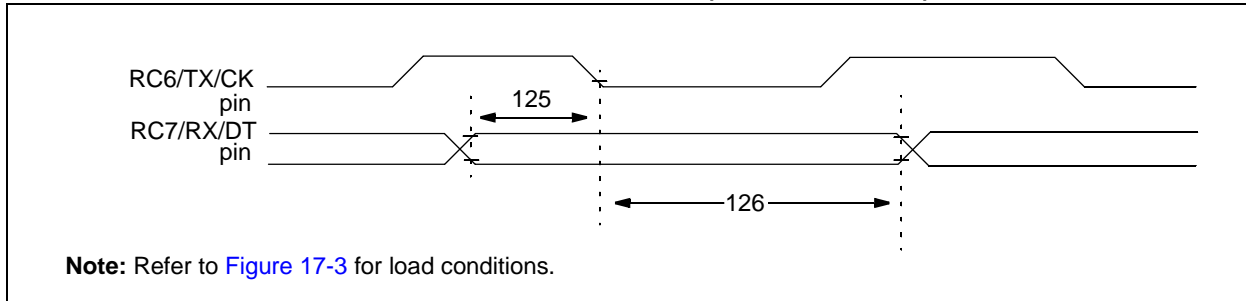 RC6/TX/CK
pin
125
RC7/RX/DT
pin
126
Note: Refer to Figure 17-3 for load conditions.